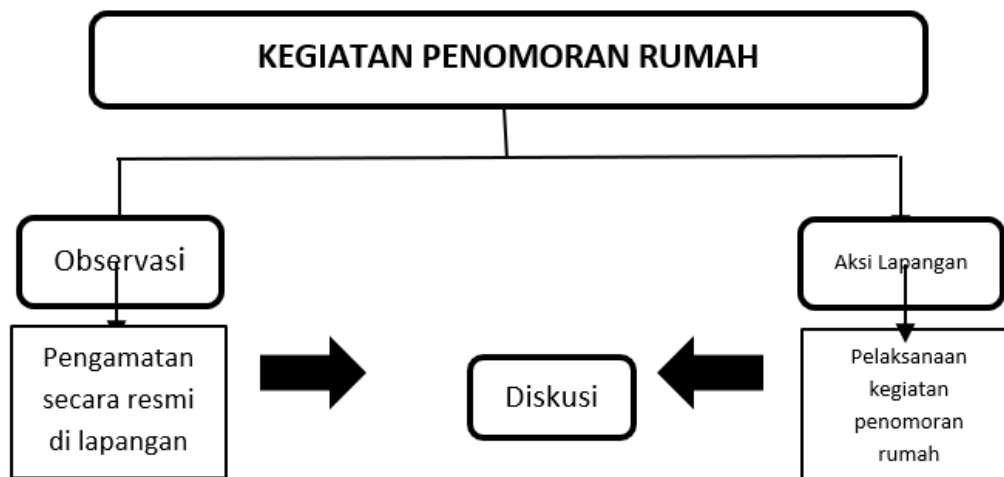 KEGIATAN PENOMORAN RUMAH
Observasi
Aksi Lapangan
Pengamatan
secara resmi
di lapangan
Diskusi
Pelaksanaan
kegiatan
penomoran
rumah